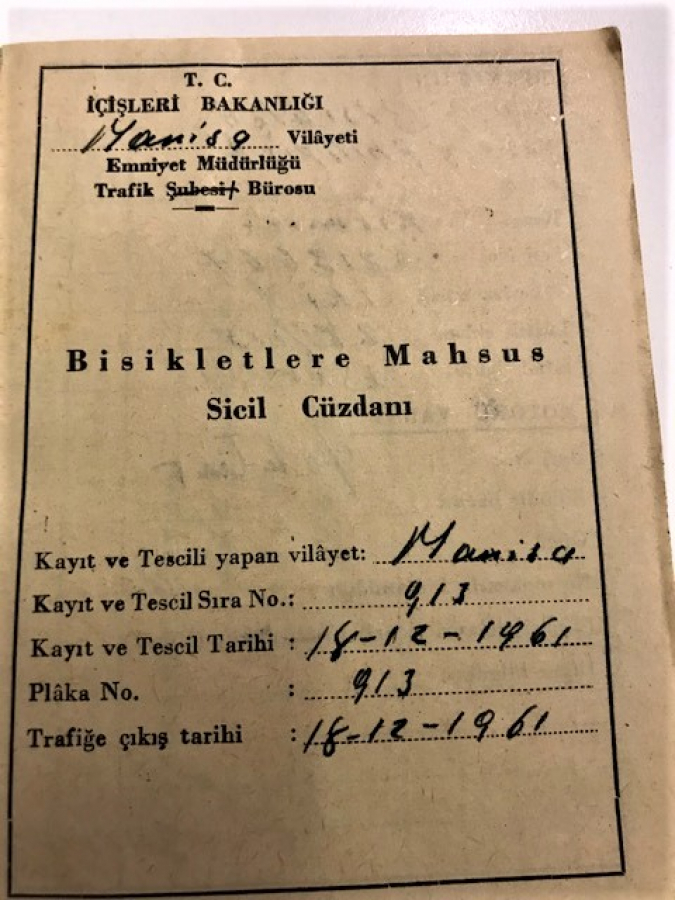 T. C.
İÇİŞLERİ BAKANLIĞI
Manisa Vilâyeti
Emniyet Müdürlüğü
Trafik Şubesi/ Bürosu
Bisikletlere Mahsus
Sicil Cüzdanı
Kayıt ve Tescili yapan vilâyet: Manisa
Kayıt ve Tescil Sıra No.: 913
Kayıt ve Tescil Tarihi : 18-12-1961
Plâka No. : 913
Trafiğe çıkış tarihi : 18-12-1961